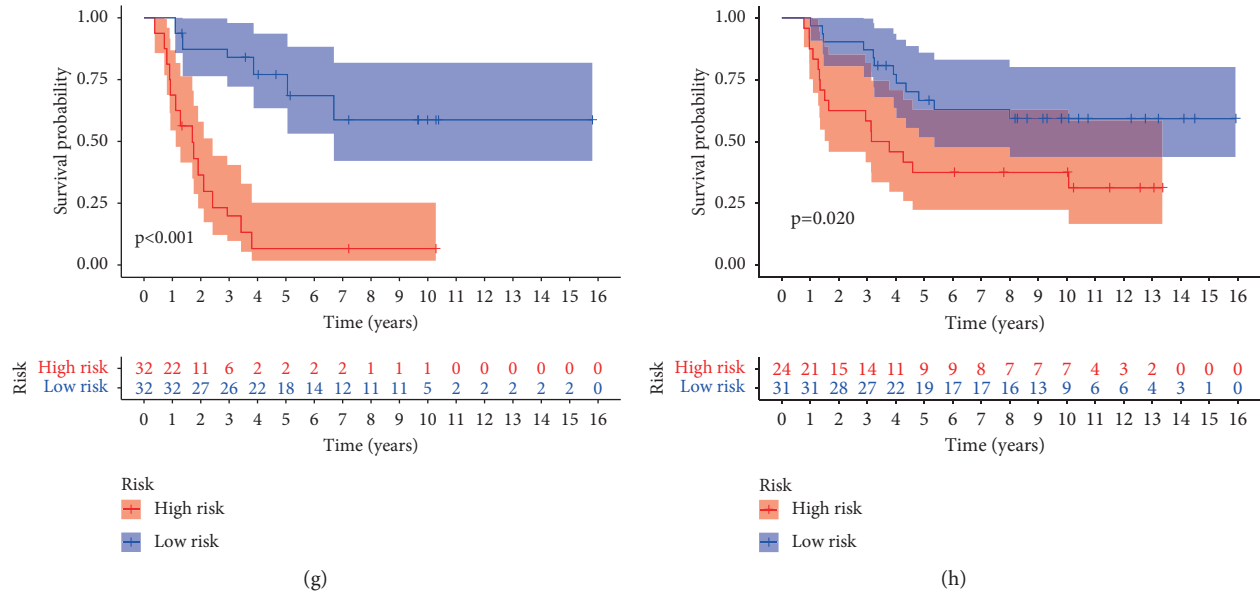 1.00
0.75
0.50
0.25
0.00
Survival probability
p<0.001
0 1 2 3 4 5 6 7 8 9 10 11 12 13 14 15 16
Time (years)
Risk
High risk 32 22 11 6 2 2 2 2 1 1 1 0 0 0 0 0 0
Low risk 32 32 27 26 22 18 14 12 11 11 5 2 2 2 2 2 0
0 1 2 3 4 5 6 7 8 9 10 11 12 13 14 15 16
Time (years)
Risk
High risk
Low risk
(g)
1.00
0.75
0.50
0.25
0.00
Survival probability
p=0.020
0 1 2 3 4 5 6 7 8 9 10 11 12 13 14 15 16
Time (years)
Risk
High risk 24 21 15 14 11 9 9 8 7 7 7 4 3 2 0 0 0
Low risk 31 31 28 27 22 19 17 17 16 13 9 6 6 4 3 1 0
0 1 2 3 4 5 6 7 8 9 10 11 12 13 14 15 16
Time (years)
Risk
High risk
Low risk
(h)